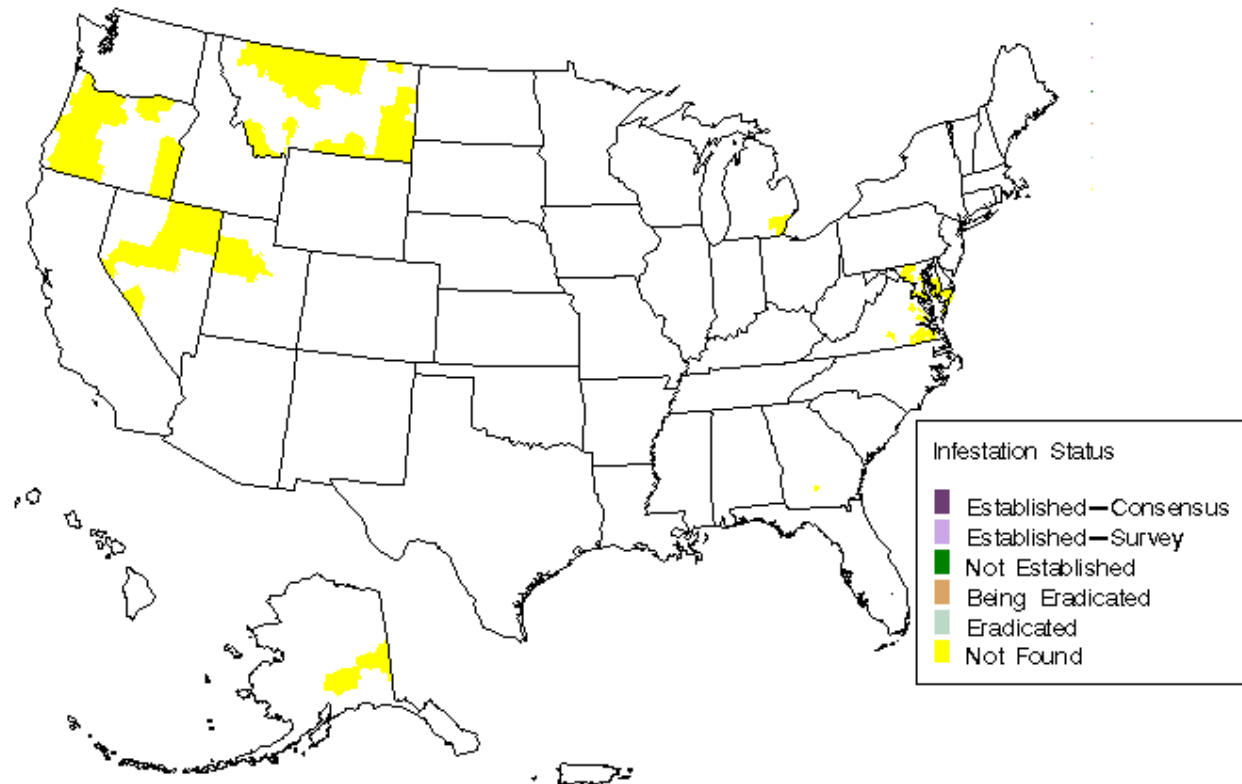 Infestation Status
Established—Consensus
Established—Survey
Not Established
Being Eradicated
Eradicated
Not Found